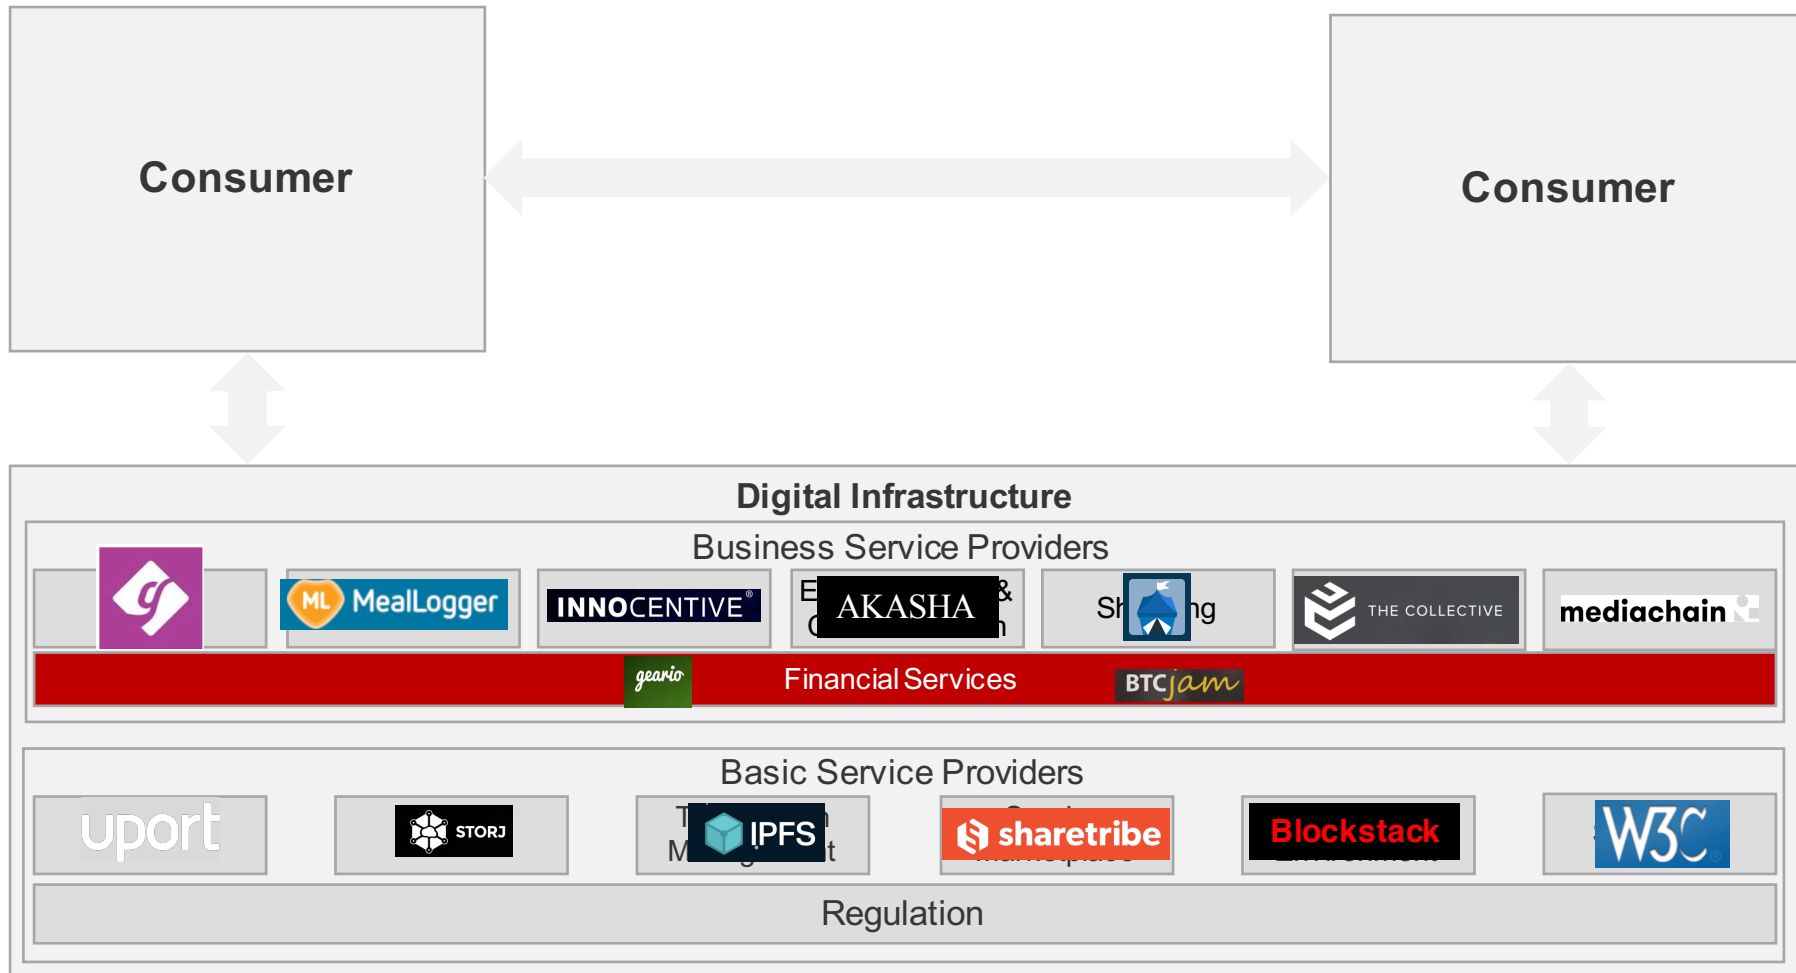 Consumer
Consumer
Digital Infrastructure
Business Service Providers
ML MealLogger
INNOCENTIVE®
&
AKASHA
THE COLLECTIVE
mediachain
geario
Financial Services
BTCjam
Basic Service Providers
uport
STORJ
IPFS
sharetribe
Blockstack
W3C
Regulation